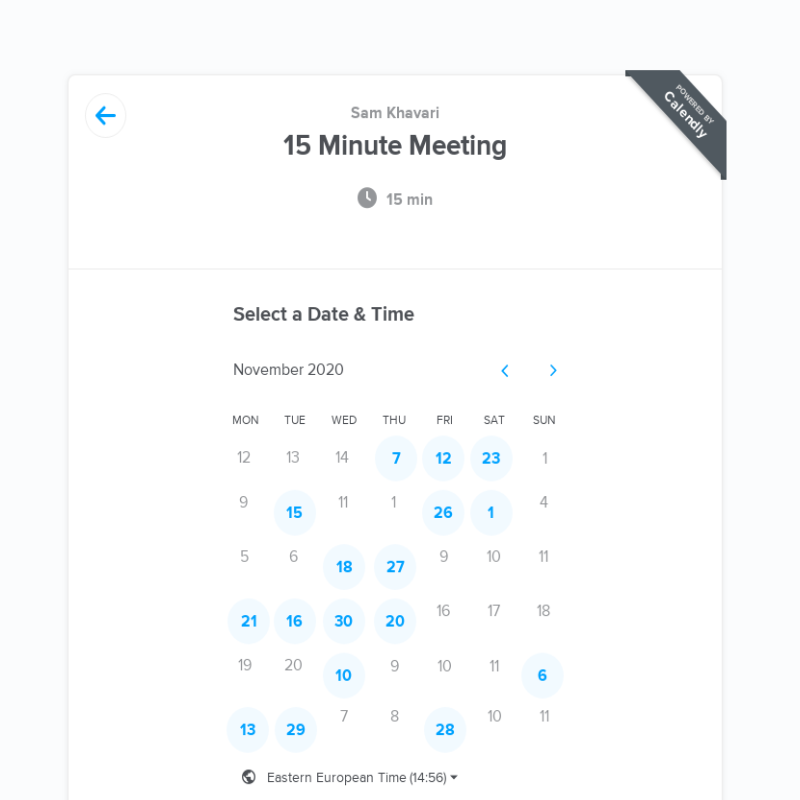 POWERED BY
Calendly
Sam Khavari
15 Minute Meeting
15 min
Select a Date & Time
November 2020
MON TUE WED THU FRI SAT SUN
12 13 14 7 12 23 1
9 15 11 1 26 1 4
5 6 18 27 9 10 11
21 16 30 20 16 17 18
19 20 10 9 10 11 6
13 29 7 8 28 10 11
Eastern European Time (14:56)